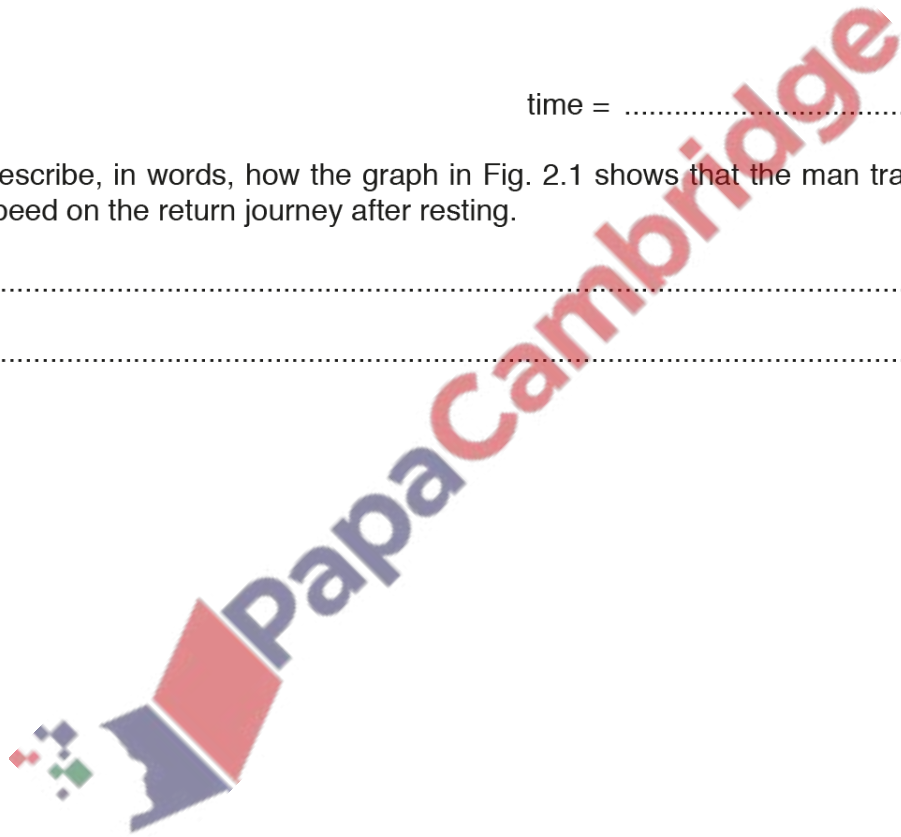 time = ..................................
escribe, in words, how the graph in Fig. 2.1 shows that the man tra
peed on the return journey after resting.
..........................................................................................................
..........................................................................................................
PapaCambridge